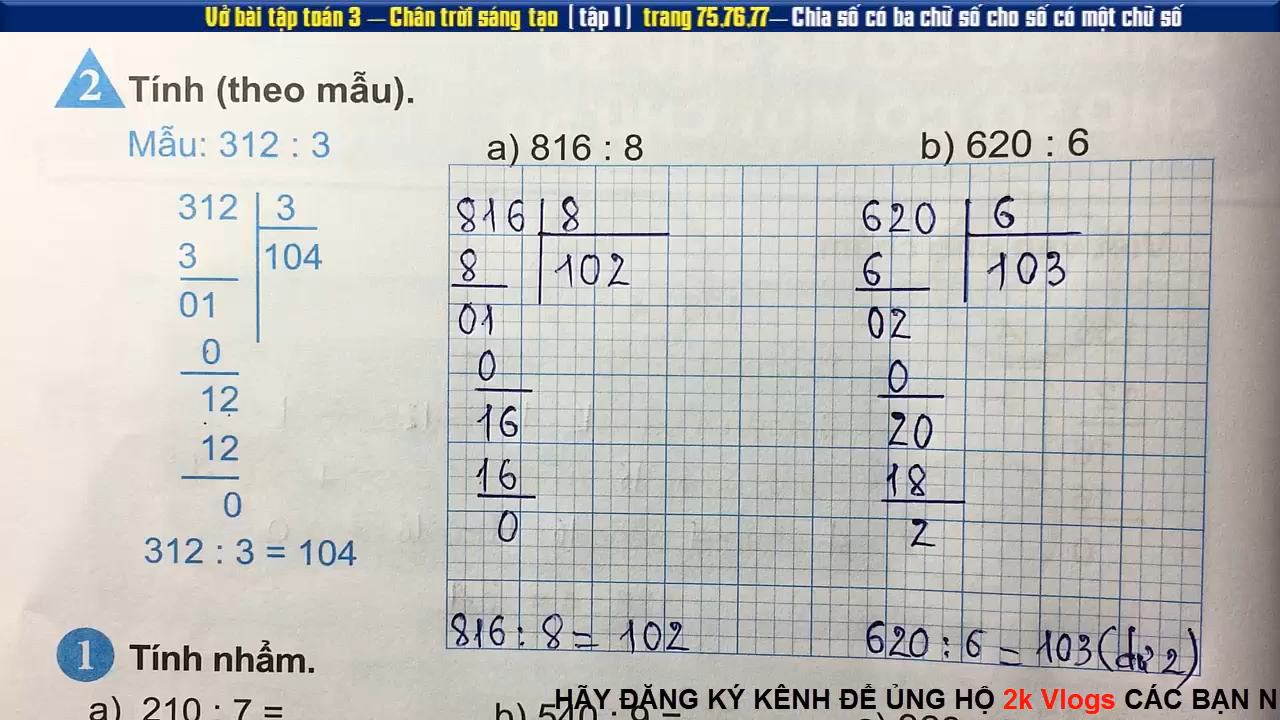 Vở bài tập toán 3 – Chân trời sáng tạo (tập 1) trang 75,76,77– Chia số có ba chữ số cho số có một chữ số
2 Tính (theo mẫu).
Mẫu: 312 : 3
312 3
3 104
01
0
12
12
0
312 : 3 = 104
a) 816 : 8
816 8
8 102
01
0
16
16
0
816 : 8 = 102
b) 620 : 6
620 6
6 103
02
0
20
18
2
620 : 6 = 103 (dư 2)
1 Tính nhẩm.
a) 210 : 7 =
b) 540 : 9 =
HÃY ĐĂNG KÝ KÊNH ĐỂ ỦNG HỘ 2k Vlogs CÁC BẠN N